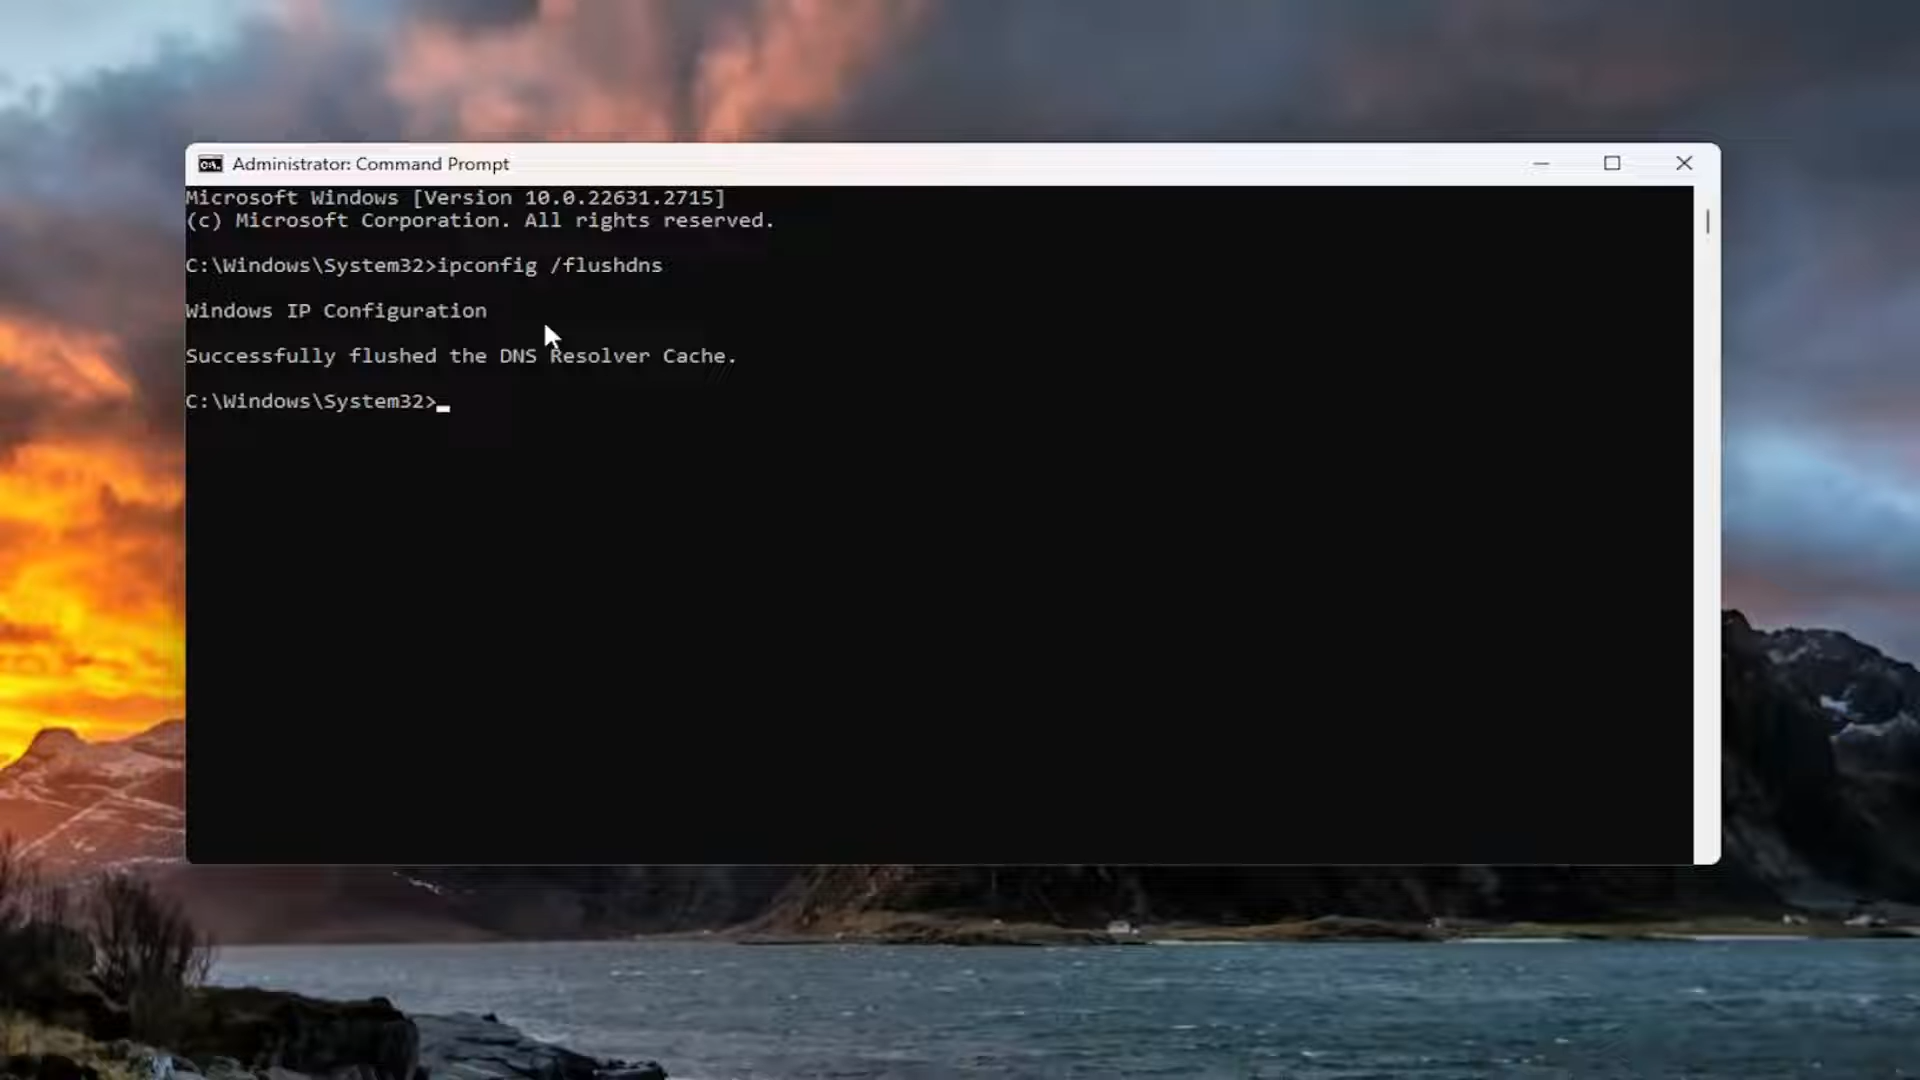 Administrator: Command Prompt
Microsoft Windows [Version 10.0.22631.2715]
(c) Microsoft Corporation. All rights reserved.
C:\Windows\System32>ipconfig /flushdns
Windows IP Configuration
Successfully flushed the DNS Resolver Cache.
C:\Windows\System32>